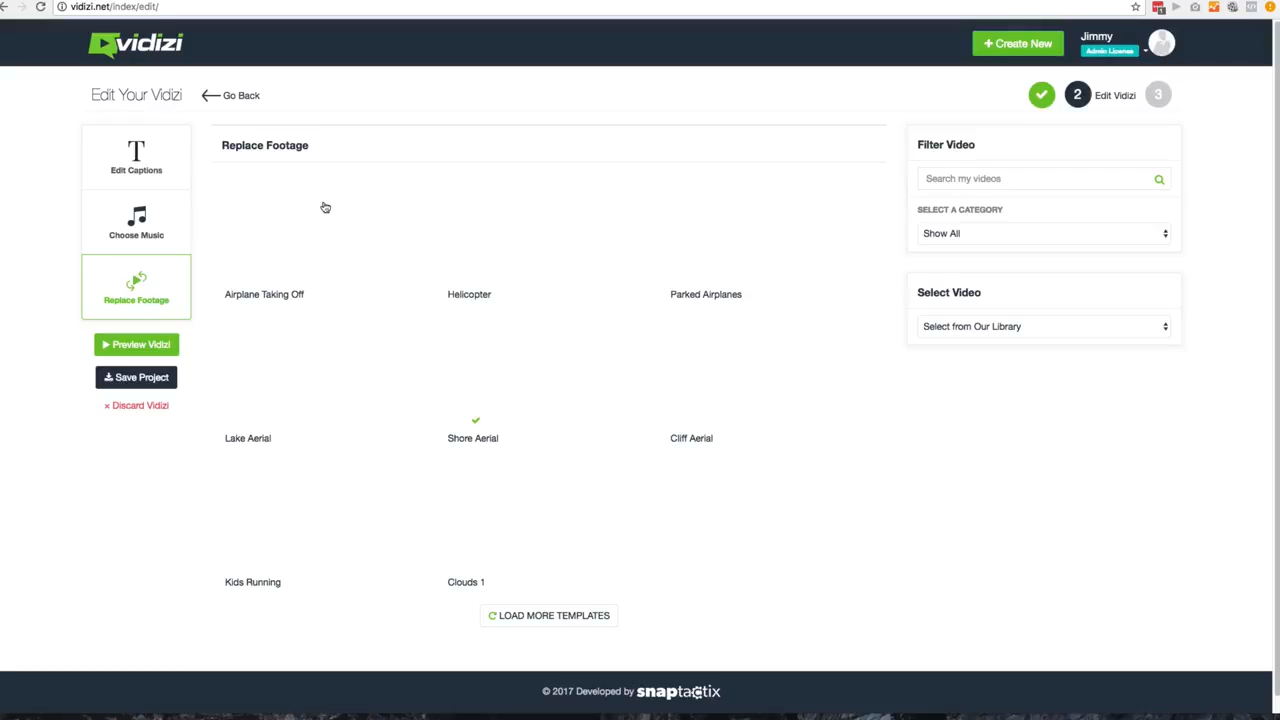 vidizi.net/index/edit/
vidizi
+ Create New
Jimmy
Admin License
Edit Your Vidizi
Go Back
2
Edit Vidizi
3
T
Edit Captions
Choose Music
Replace Footage
Preview Vidizi
Save Project
× Discard Vidizi
Replace Footage
Airplane Taking Off
Helicopter
Parked Airplanes
Lake Aerial
Shore Aerial
Cliff Aerial
Kids Running
Clouds 1
LOAD MORE TEMPLATES
Filter Video
Search my videos
SELECT A CATEGORY
Show All
Select Video
Select from Our Library
© 2017 Developed by snaptactix